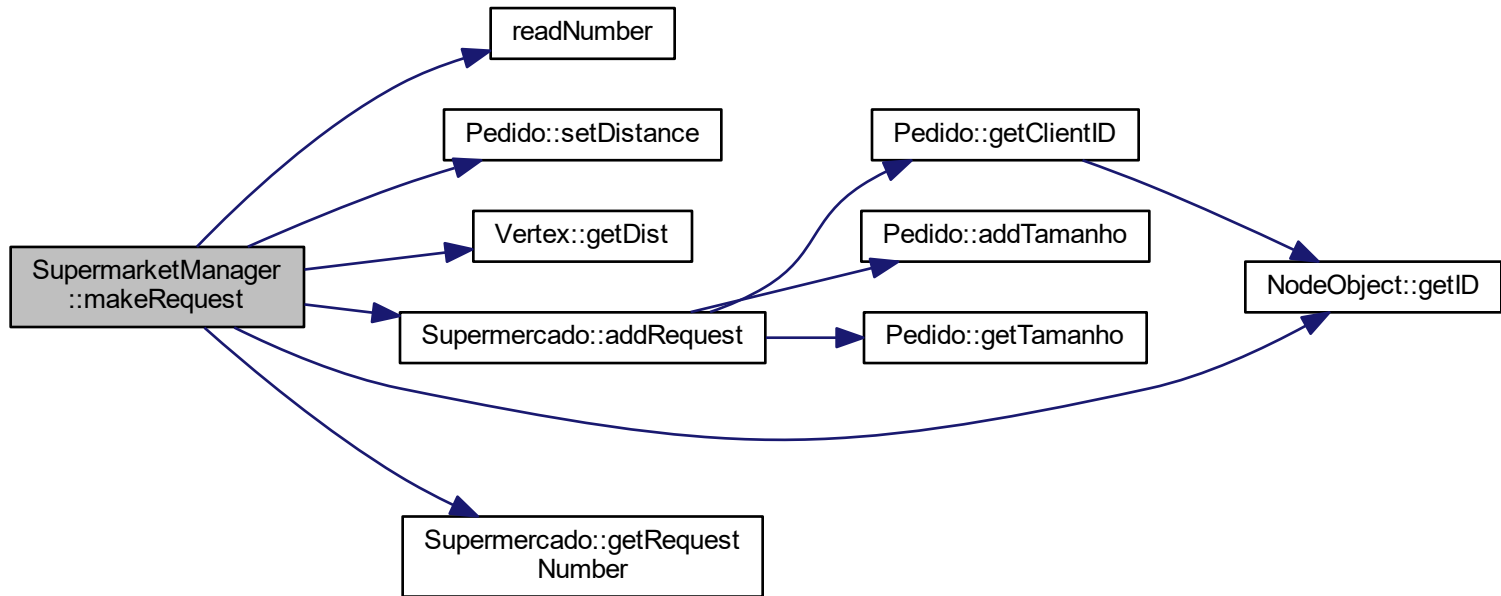 readNumber
Pedido::setDistance
Pedido::getClientID
Vertex::getDist
Pedido::addTamanho
SupermarketManager
::makeRequest
NodeObject::getID
Supermercado::addRequest
Pedido::getTamanho
Supermercado::getRequest
Number